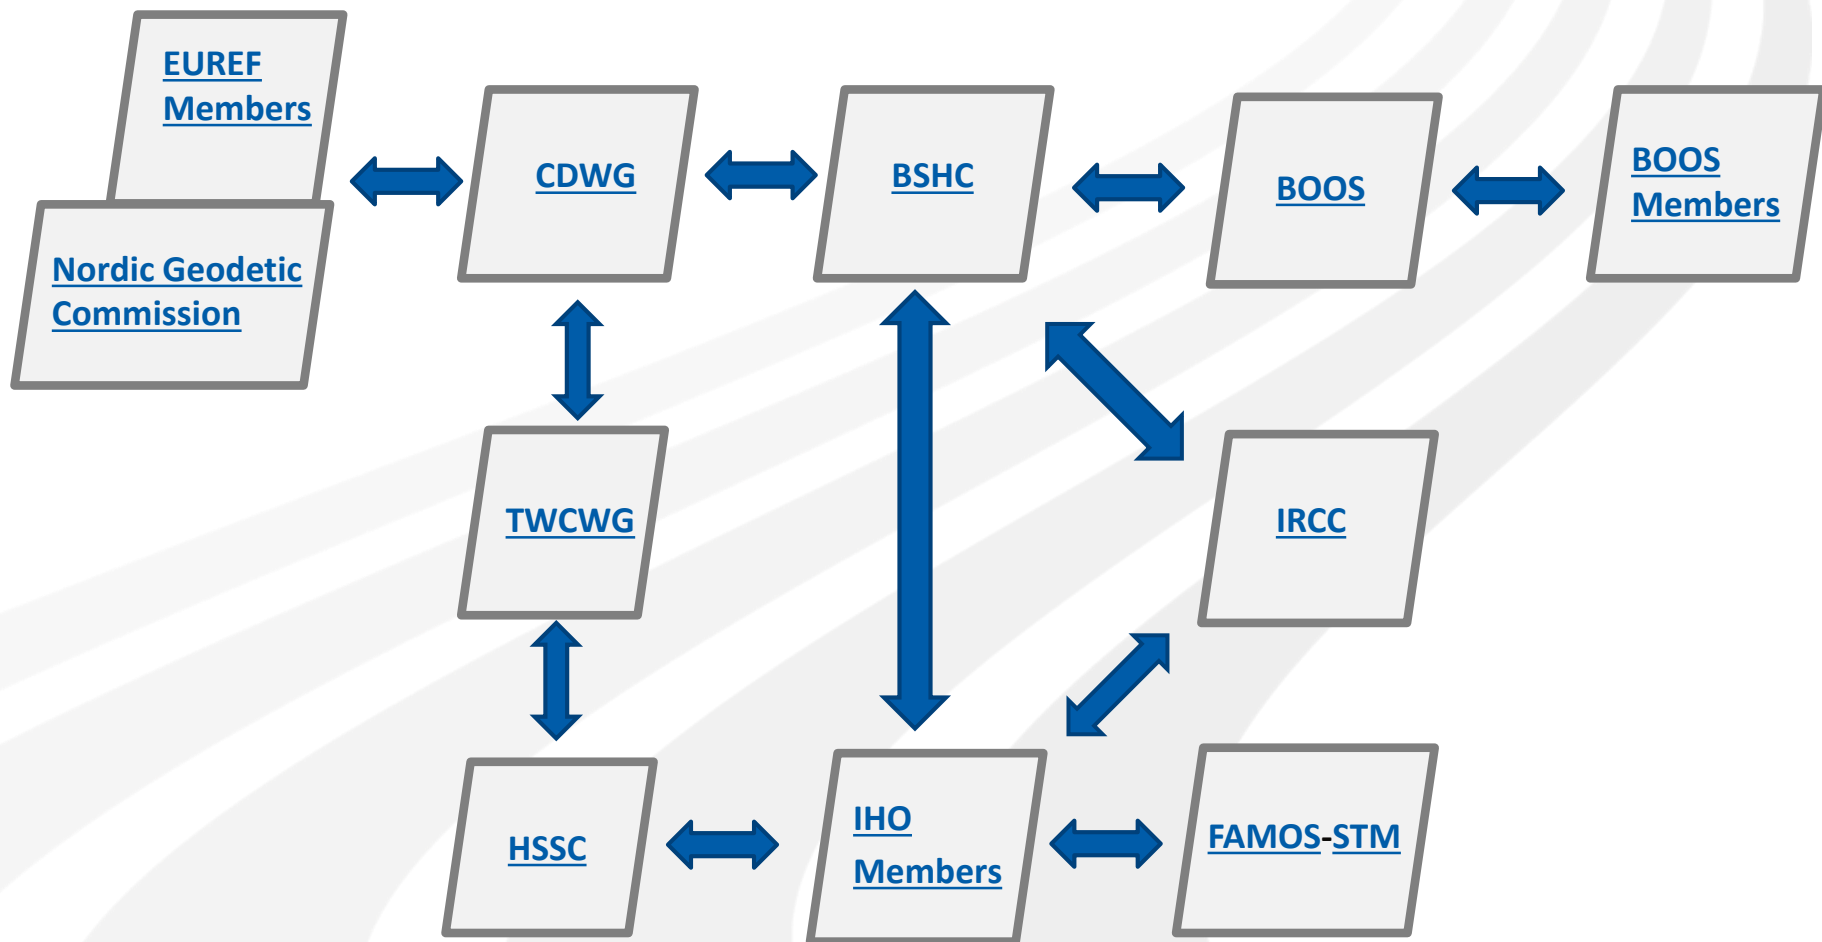 EUREF
Members
Nordic Geodetic
Commission
CDWG
BSHC
BOOS
BOOS
Members
TWCWG
IRCC
HSSC
IHO
Members
FAMOS-STM